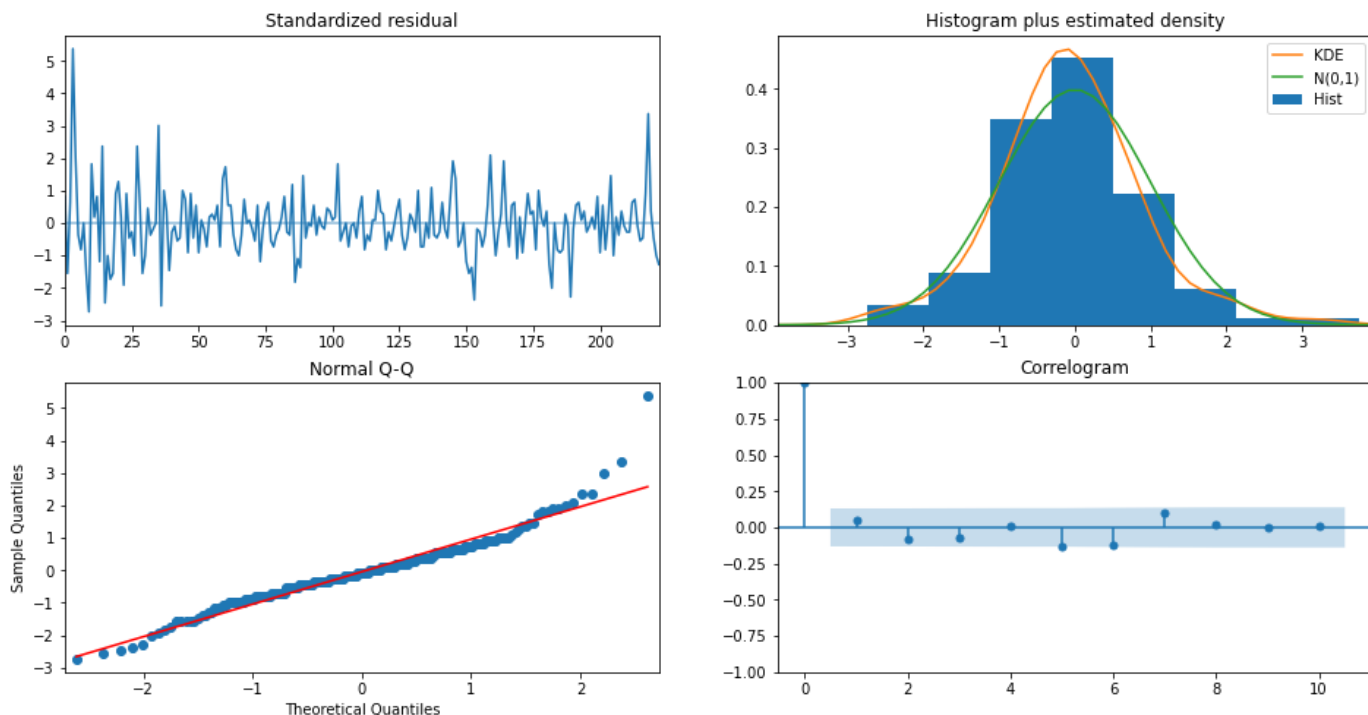 Standardized residual
5
4
3
2
1
0
−1
−2
−3
0 25 50 75 100 125 150 175 200
Histogram plus estimated density
KDE
N(0,1)
Hist
0.4
0.3
0.2
0.1
0.0
−3 −2 −1 0 1 2 3
Normal Q-Q
Sample Quantiles
5
4
3
2
1
0
−1
−2
−3
−2 −1 0 1 2
Theoretical Quantiles
Correlogram
1.00
0.75
0.50
0.25
0.00
−0.25
−0.50
−0.75
−1.00
0 2 4 6 8 10